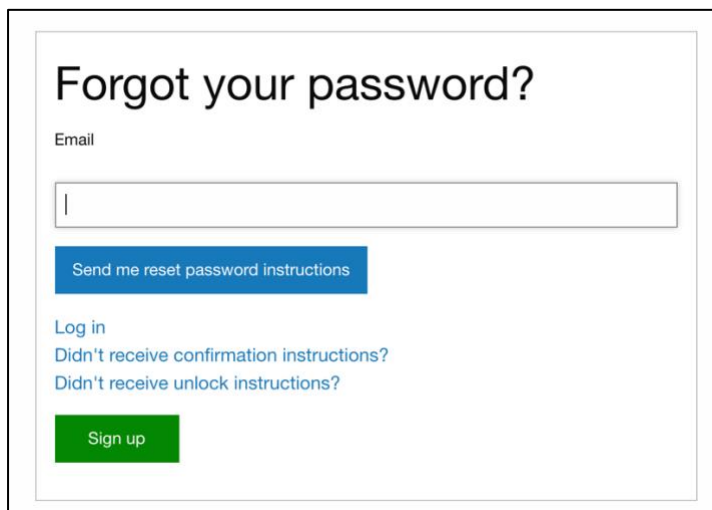 Forgot your password?
Email
Send me reset password instructions
Log in
Didn't receive confirmation instructions?
Didn't receive unlock instructions?
Sign up